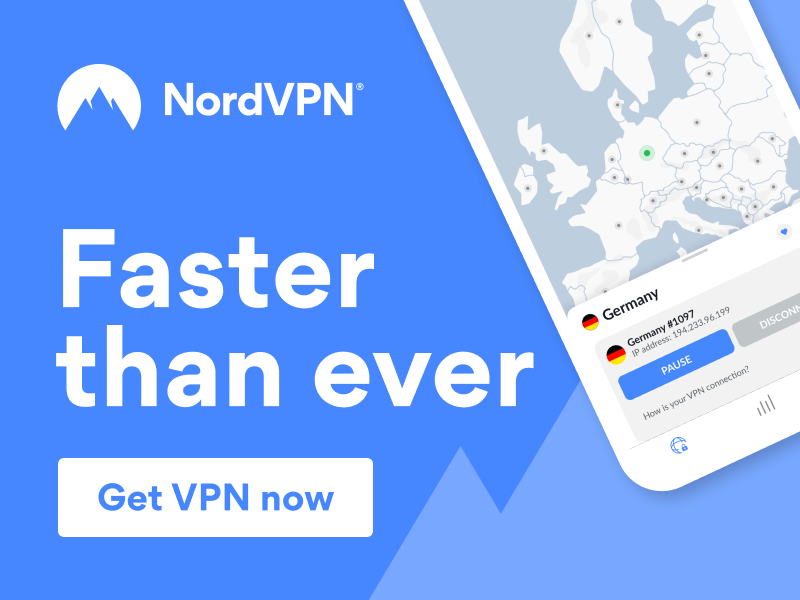 NordVPN®
Faster
than ever
Get VPN now
Germany
Germany #1097
IP address: 194.233.96.199
PAUSE
DISCONN
How is your VPN connection?